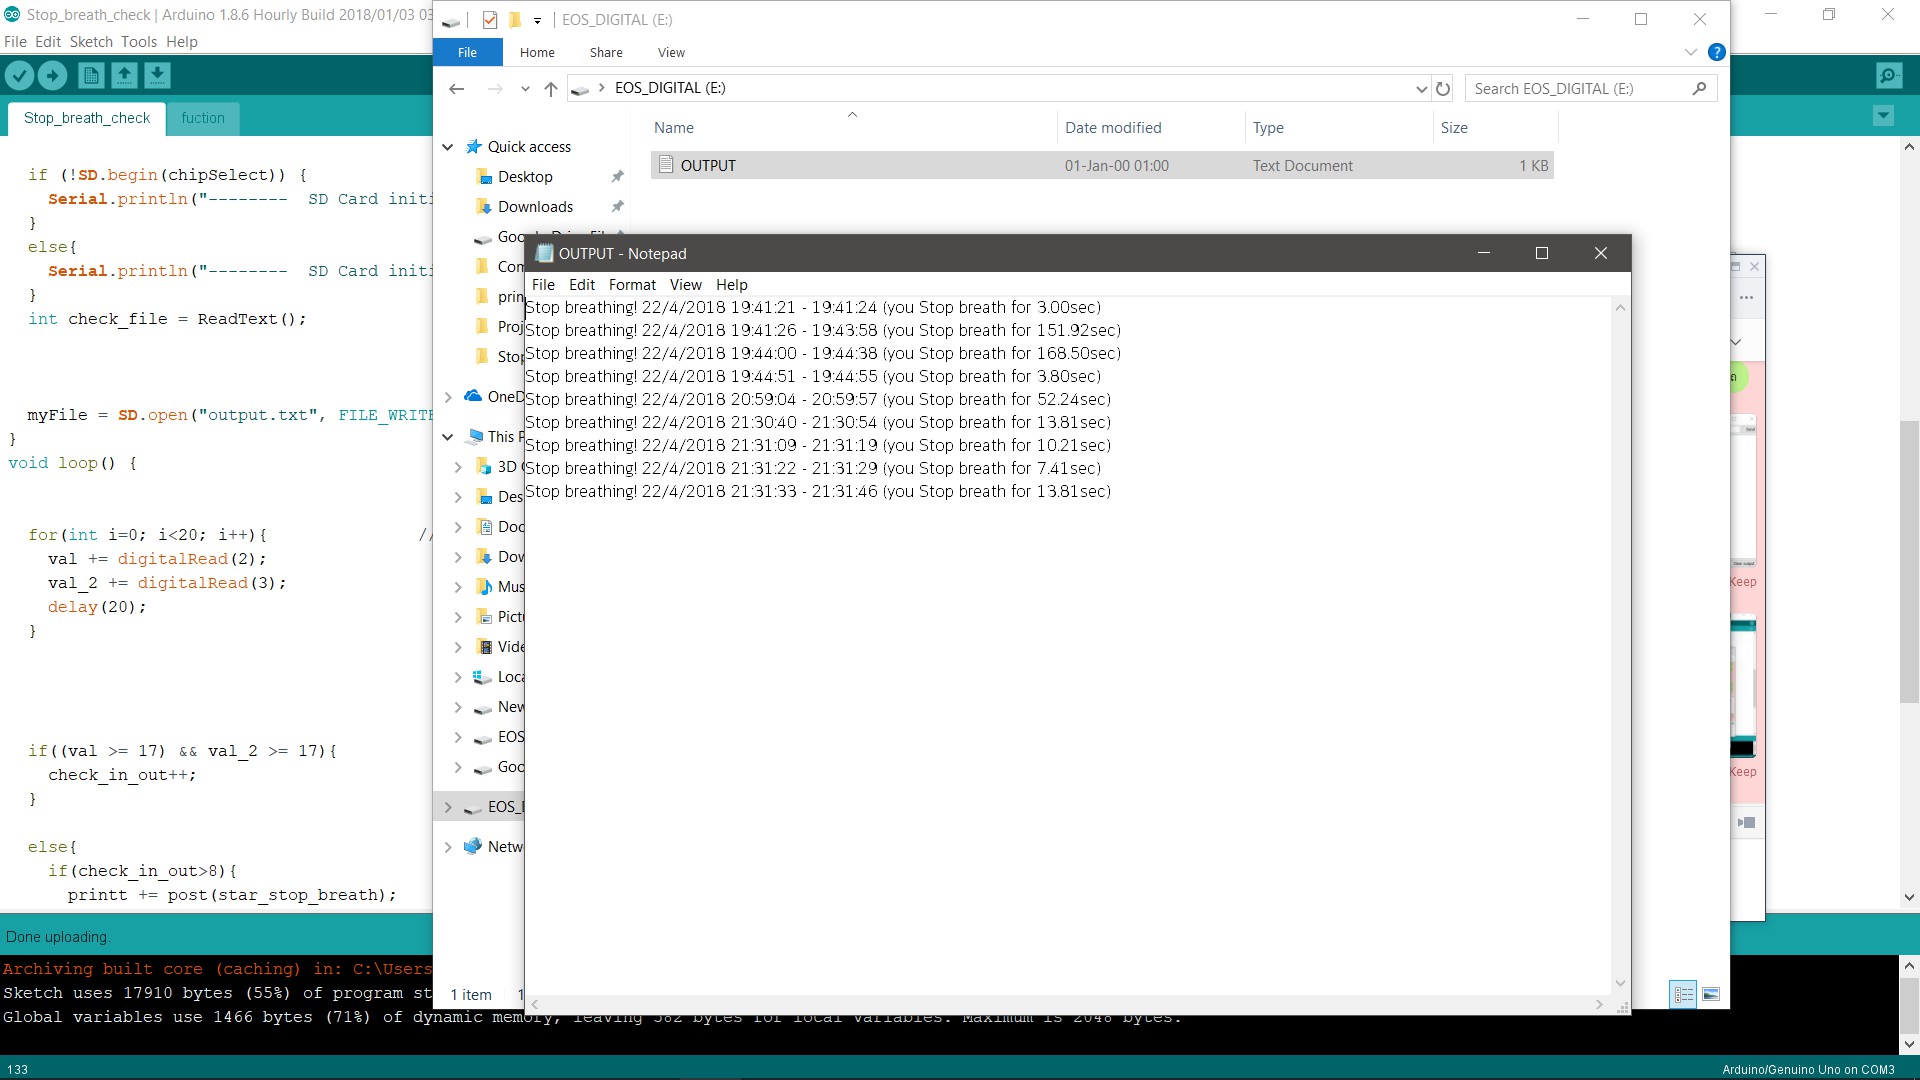 Stop_breath_check | Arduino 1.8.6 Hourly Build 2018/01/03 03
File Edit Sketch Tools Help
Stop_breath_check
fuction
if (!SD.begin(chipSelect)) {
Serial.println("-------- SD Card initi
}
else{
Serial.println("-------- SD Card initi
}
int check_file = ReadText();
myFile = SD.open("output.txt", FILE_WRITE
}
void loop() {
for(int i=0; i<20; i++){ //
val += digitalRead(2);
val_2 += digitalRead(3);
delay(20);
}
if((val >= 17) && val_2 >= 17){
check_in_out++;
}
else{
if(check_in_out>8){
printt += post(star_stop_breath);
Done uploading.
Archiving built core (caching) in: C:\Users
Sketch uses 17910 bytes (55%) of program st
Global variables use 1466 bytes (71%) of dynamic memory, leaving 582 bytes for local variables. Maximum is 2048 bytes.
133
Arduino/Genuino Uno on COM3
EOS_DIGITAL (E:)
File Home Share View
EOS_DIGITAL (E:)
Search EOS_DIGITAL (E:)
Name Date modified Type Size
OUTPUT 01-Jan-00 01:00 Text Document 1 KB
Quick access
Desktop
Downloads
Goo
Com
prin
Proj
Stop
OneD
This P
3D
Des
Doc
Dow
Mus
Pictu
Vide
Loca
New
EOS
Goo
EOS_D
Netw
1 item 1
OUTPUT - Notepad
File Edit Format View Help
Stop breathing! 22/4/2018 19:41:21 - 19:41:24 (you Stop breath for 3.00sec)
Stop breathing! 22/4/2018 19:41:26 - 19:43:58 (you Stop breath for 151.92sec)
Stop breathing! 22/4/2018 19:44:00 - 19:44:38 (you Stop breath for 168.50sec)
Stop breathing! 22/4/2018 19:44:51 - 19:44:55 (you Stop breath for 3.80sec)
Stop breathing! 22/4/2018 20:59:04 - 20:59:57 (you Stop breath for 52.24sec)
Stop breathing! 22/4/2018 21:30:40 - 21:30:54 (you Stop breath for 13.81sec)
Stop breathing! 22/4/2018 21:31:09 - 21:31:19 (you Stop breath for 10.21sec)
Stop breathing! 22/4/2018 21:31:22 - 21:31:29 (you Stop breath for 7.41sec)
Stop breathing! 22/4/2018 21:31:33 - 21:31:46 (you Stop breath for 13.81sec)
Keep
Keep